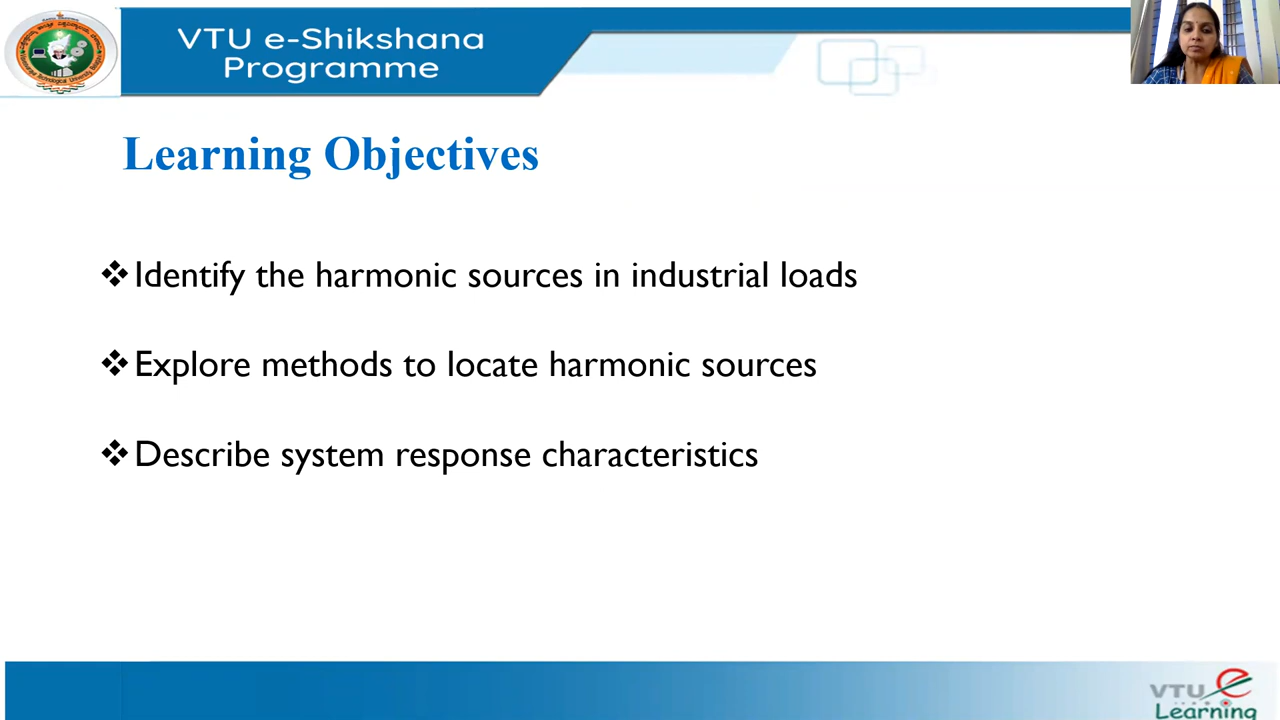 VTU e-Shikshana
Programme
Learning Objectives
❖Identify the harmonic sources in industrial loads
❖Explore methods to locate harmonic sources
❖Describe system response characteristics
VTU e
Learning